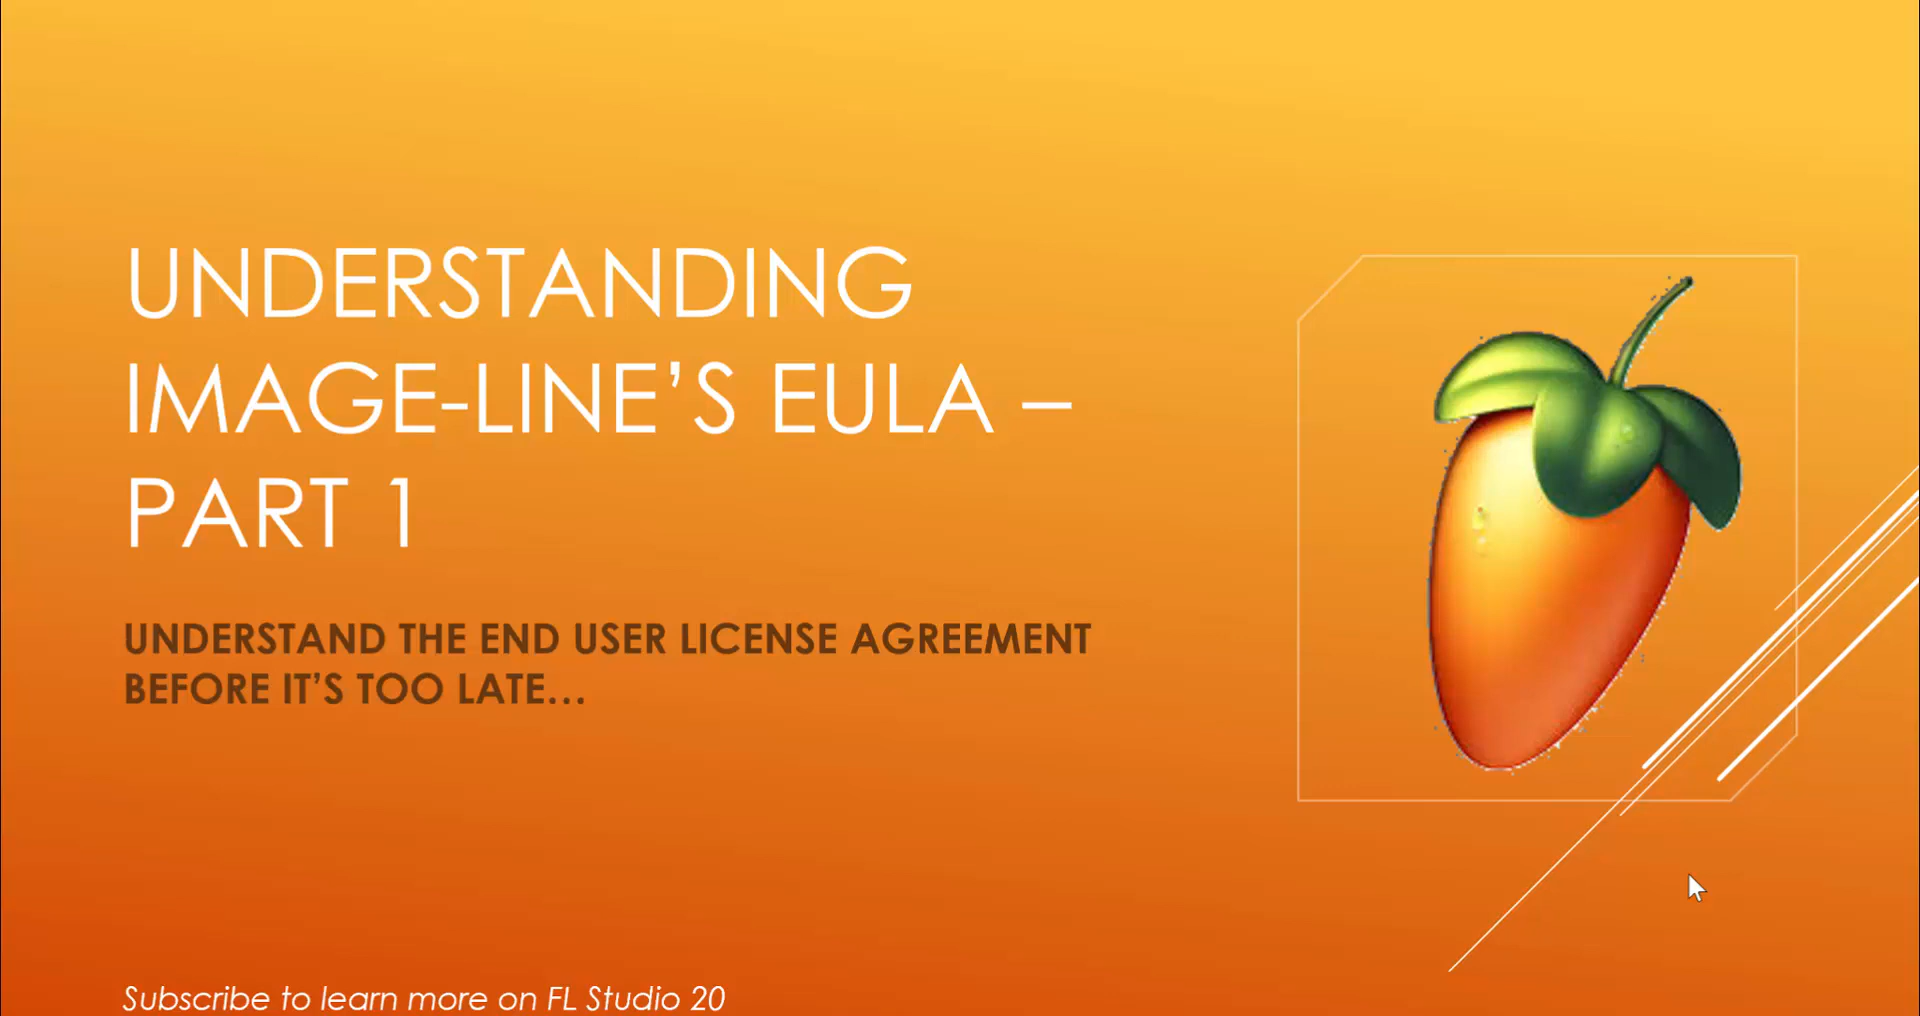 UNDERSTANDING
IMAGE-LINE’S EULA –
PART 1
UNDERSTAND THE END USER LICENSE AGREEMENT
BEFORE IT’S TOO LATE…
Subscribe to learn more on FL Studio 20